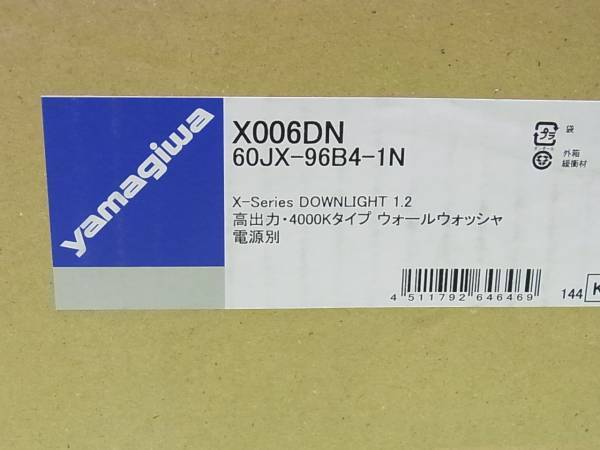 yamagiwa
X006DN
60JX-96B4-1N
X-Series DOWNLIGHT 1.2
高出力・4000Kタイプ ウォールウォッシャ
電源別
プラ
袋
外箱
緩衝材
4 511792 646469
144
K